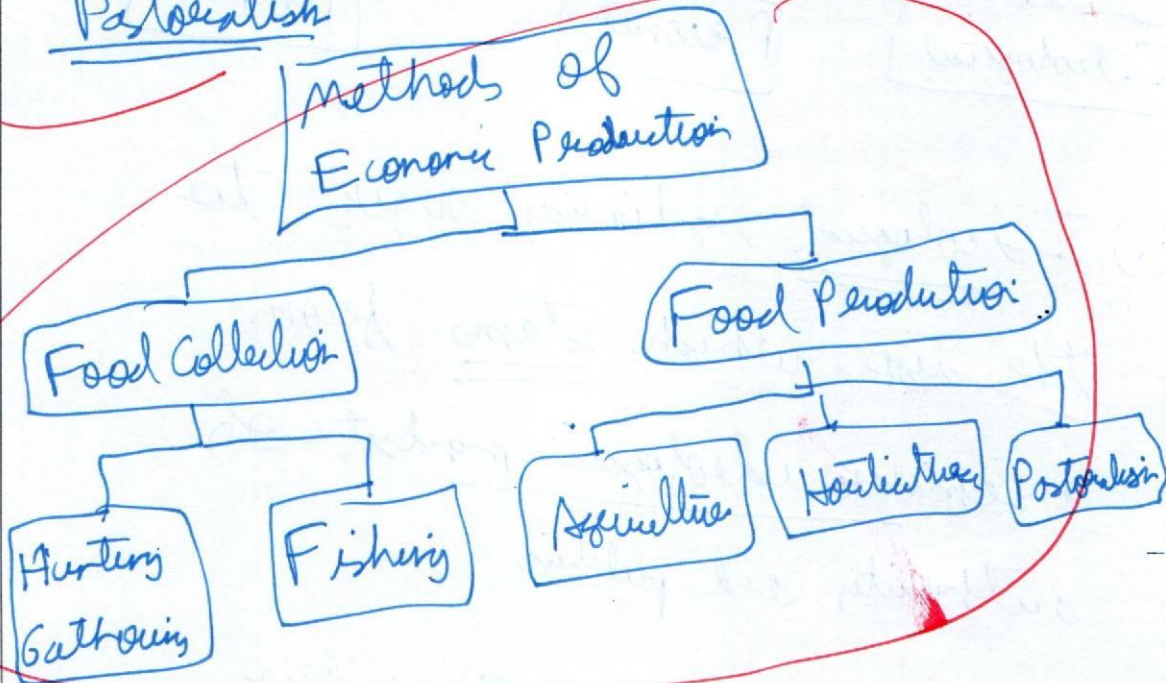 Pastoralism
Methods of
Economic Production
Food Collection
Food Production
Hunting
Gathering
Fishing
Agriculture
Horticulture
Pastoralism